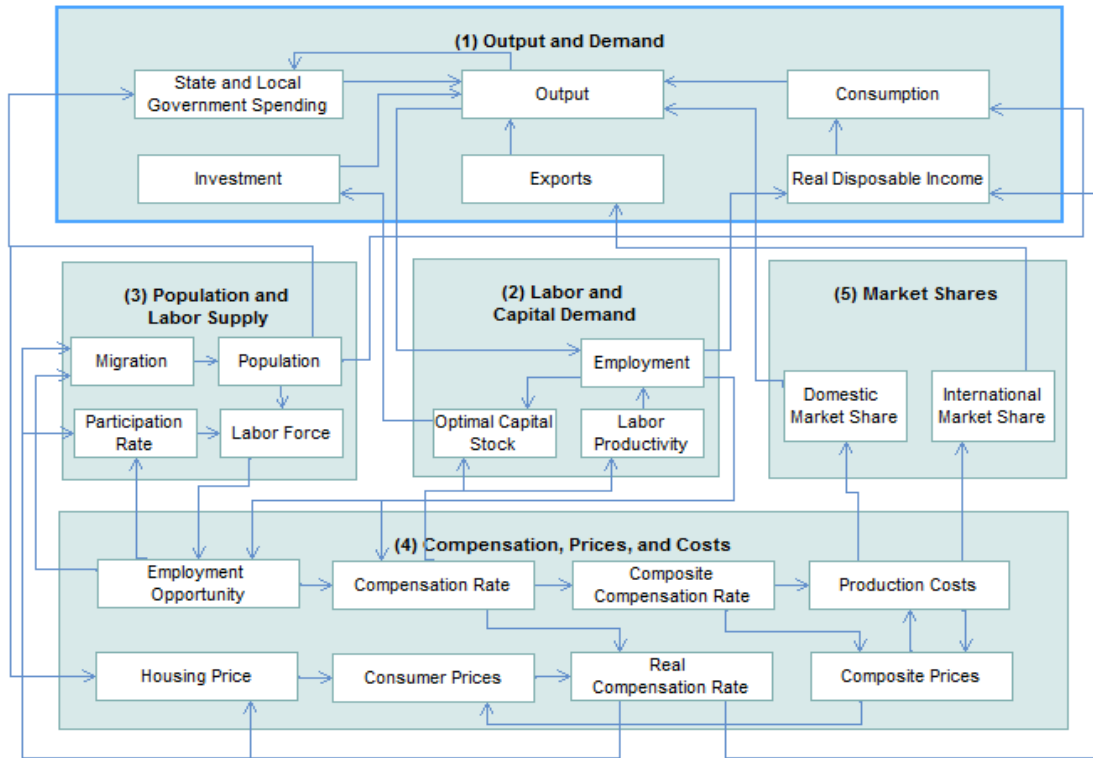 (1) Output and Demand
State and Local
Government Spending
Output
Consumption
Investment
Exports
Real Disposable Income
(3) Population and
Labor Supply
Migration
Population
Participation
Rate
Labor Force
(2) Labor and
Capital Demand
Employment
Optimal Capital
Stock
Labor
Productivity
(5) Market Shares
Domestic
Market Share
International
Market Share
(4) Compensation, Prices, and Costs
Employment
Opportunity
Compensation Rate
Composite
Compensation Rate
Production Costs
Housing Price
Consumer Prices
Real
Compensation Rate
Composite Prices